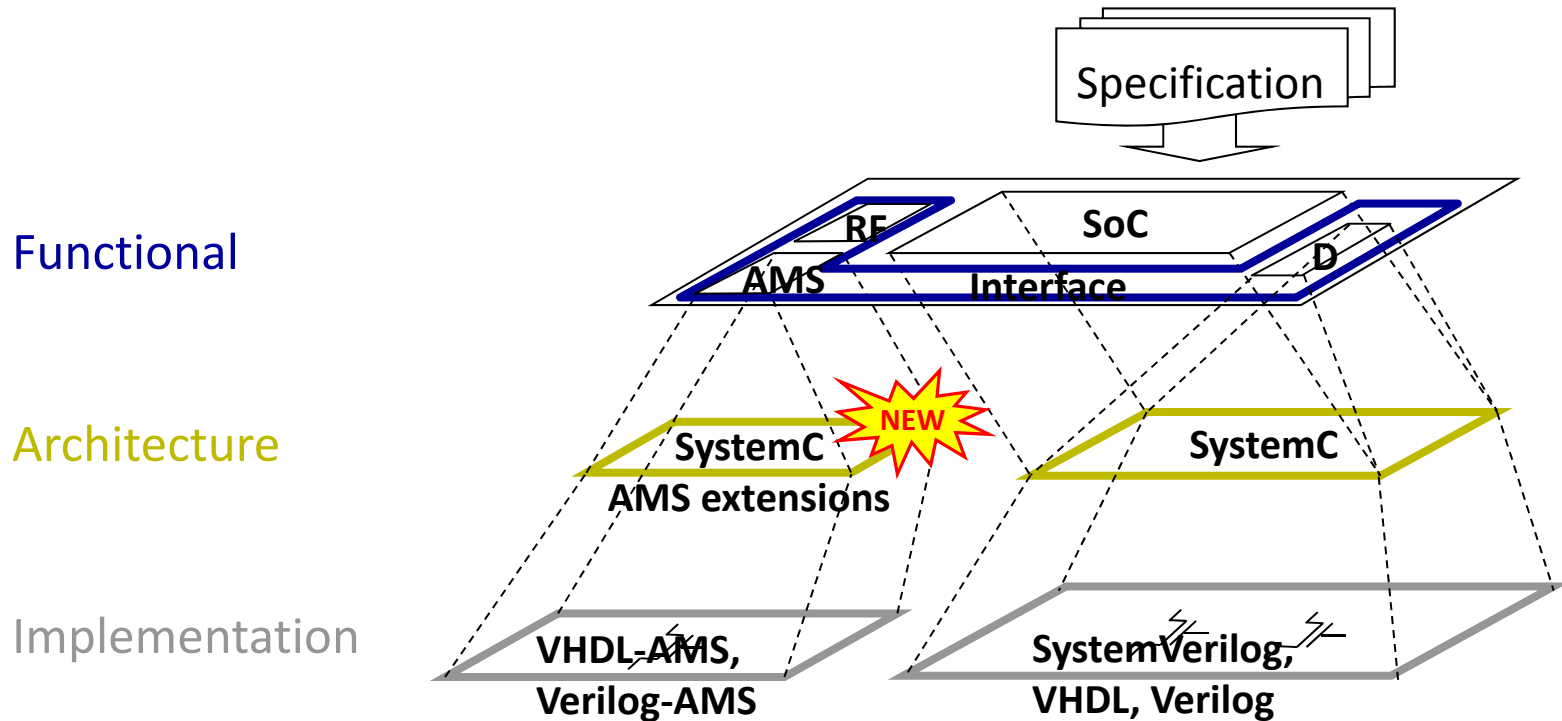 Specification
Functional
RF
SoC
D
AMS
Interface
Architecture
NEW
SystemC
AMS extensions
SystemC
Implementation
VHDL-AMS,
Verilog-AMS
SystemVerilog,
VHDL, Verilog